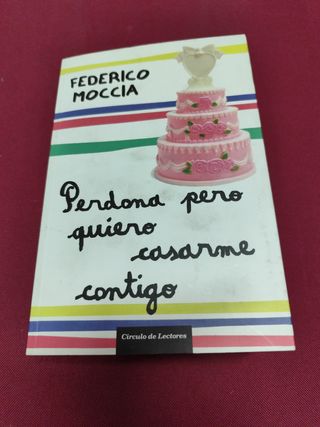 FEDERICO
MOCCIA
Perdona pero
quiero
casarme
contigo
Círculo de Lectores